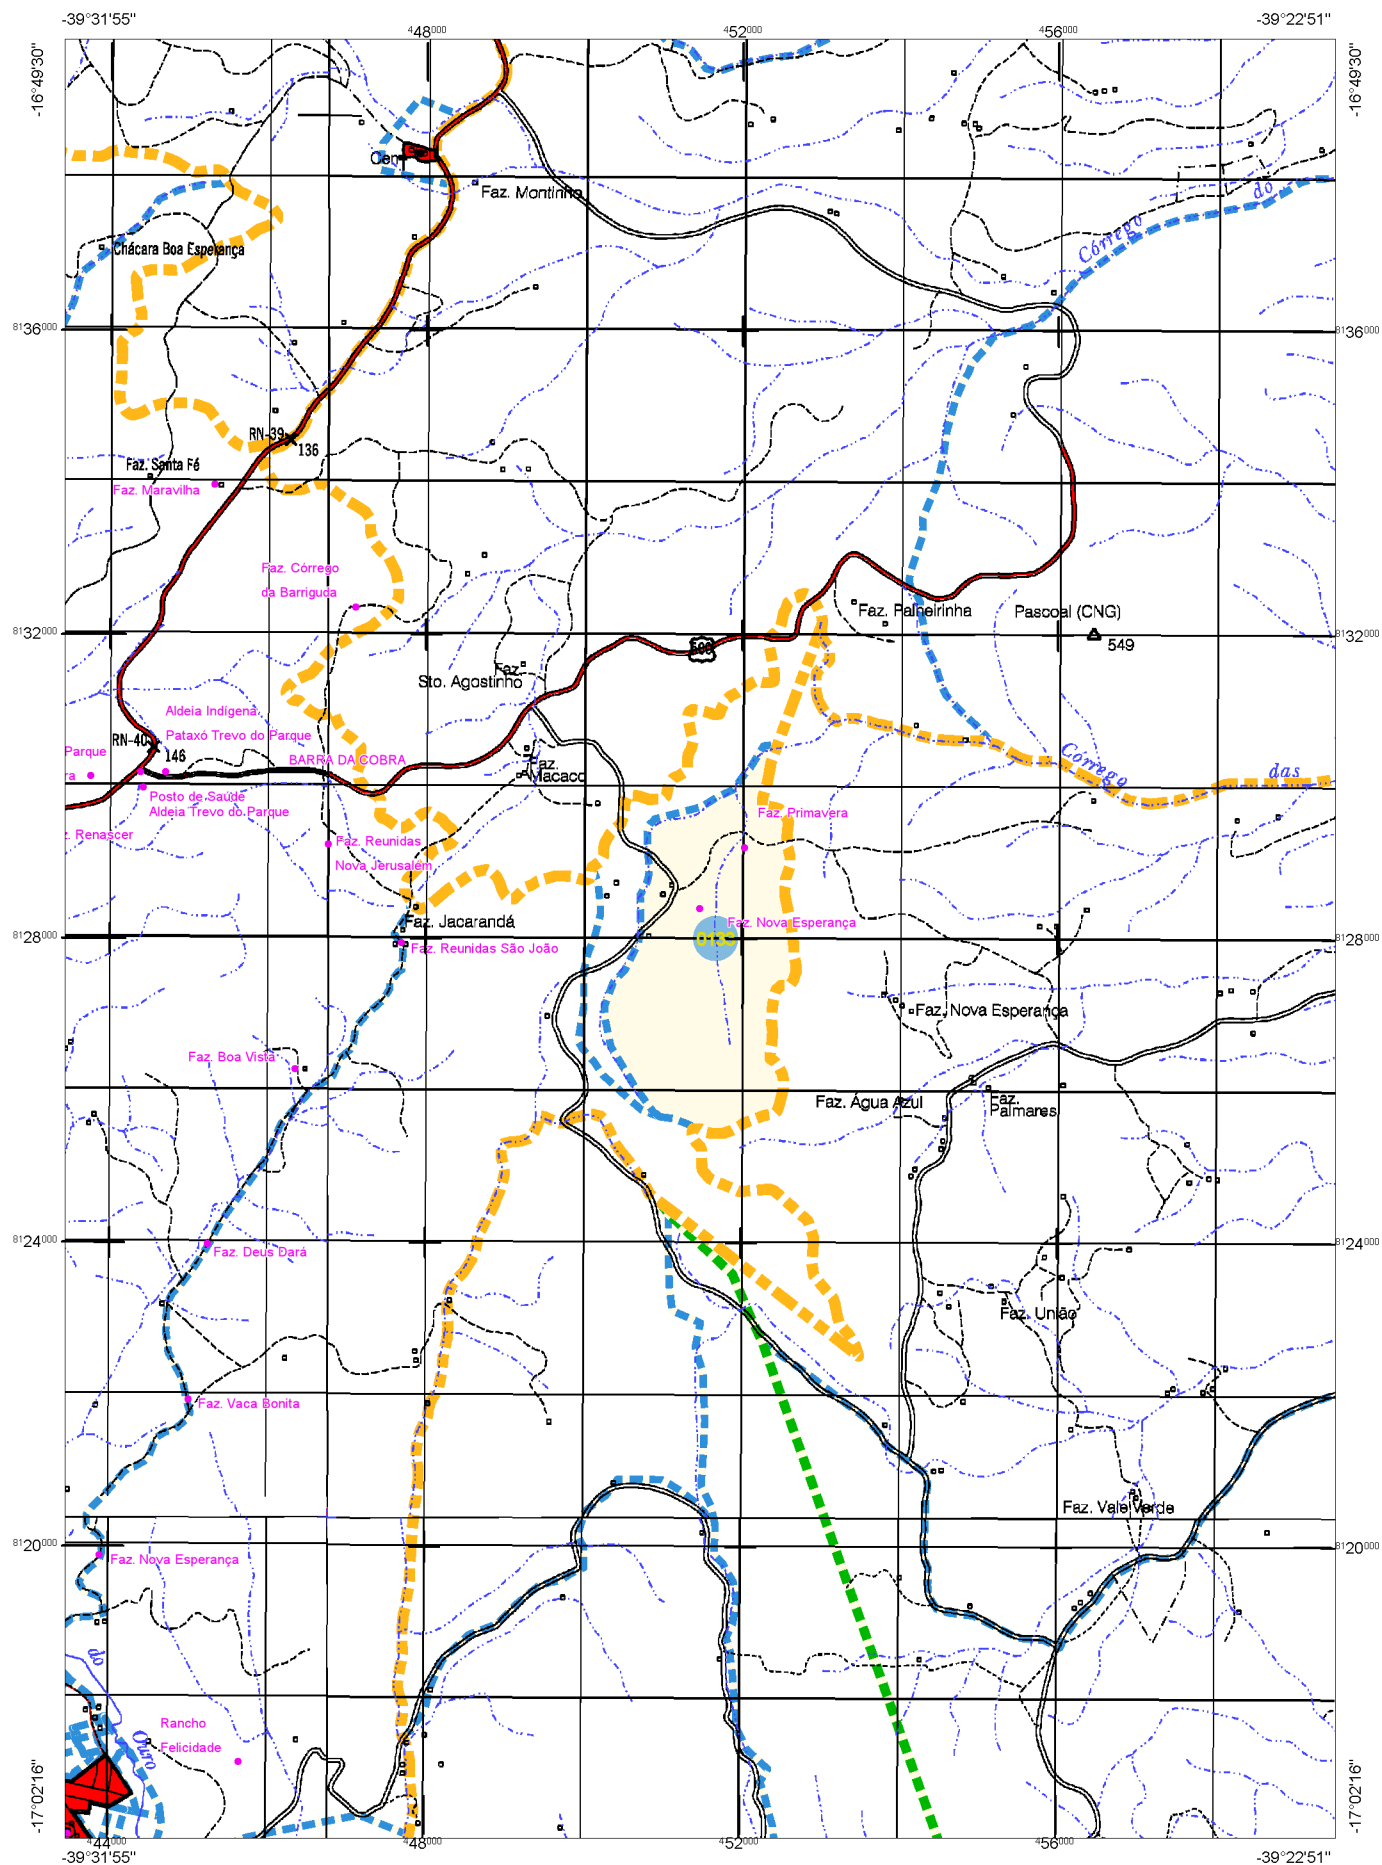 -39°31'55"
-39°22'51"
448000
452000
456000
-16°49'30"
-16°49'30"
Faz. Montinho
do
Córrego
Chácara Boa Esperança
8136000
8136000
RN-39
136
Faz. Santa Fé
Faz. Maravilha
Faz. Córrego
da Barriguda
Faz. Palneirinha
Pascoal (CNG)
8132000
8132000
549
Faz.
Sto. Agostinho
Aldeia Indígena
Pataxó Trevo do Parque
RN-40
146
Parque
BARRA DA COBRA
ra
Faz.
Macaco
Córrego
das
Posto de Saúde
Aldeia Trevo do Parque
Faz. Primavera
z. Renascer
Faz. Reunidas
Nova Jerusalém
Faz. Jacarandá
Faz. Nova Esperança
8128000
0133
8128000
Faz. Reunidas São João
Faz. Nova Esperança
Faz. Boa Vista
Faz. Água Azul
Faz.
Palmares
8124000
8124000
Faz. Deus Dará
Faz. União
Faz. Vaca Bonita
Faz. Vale Verde
8120000
8120000
Faz. Nova Esperança
do
Ouro
Rancho
Felicidade
-17°02'16"
-17°02'16"
444000
448000
452000
456000
-39°31'55"
-39°22'51"